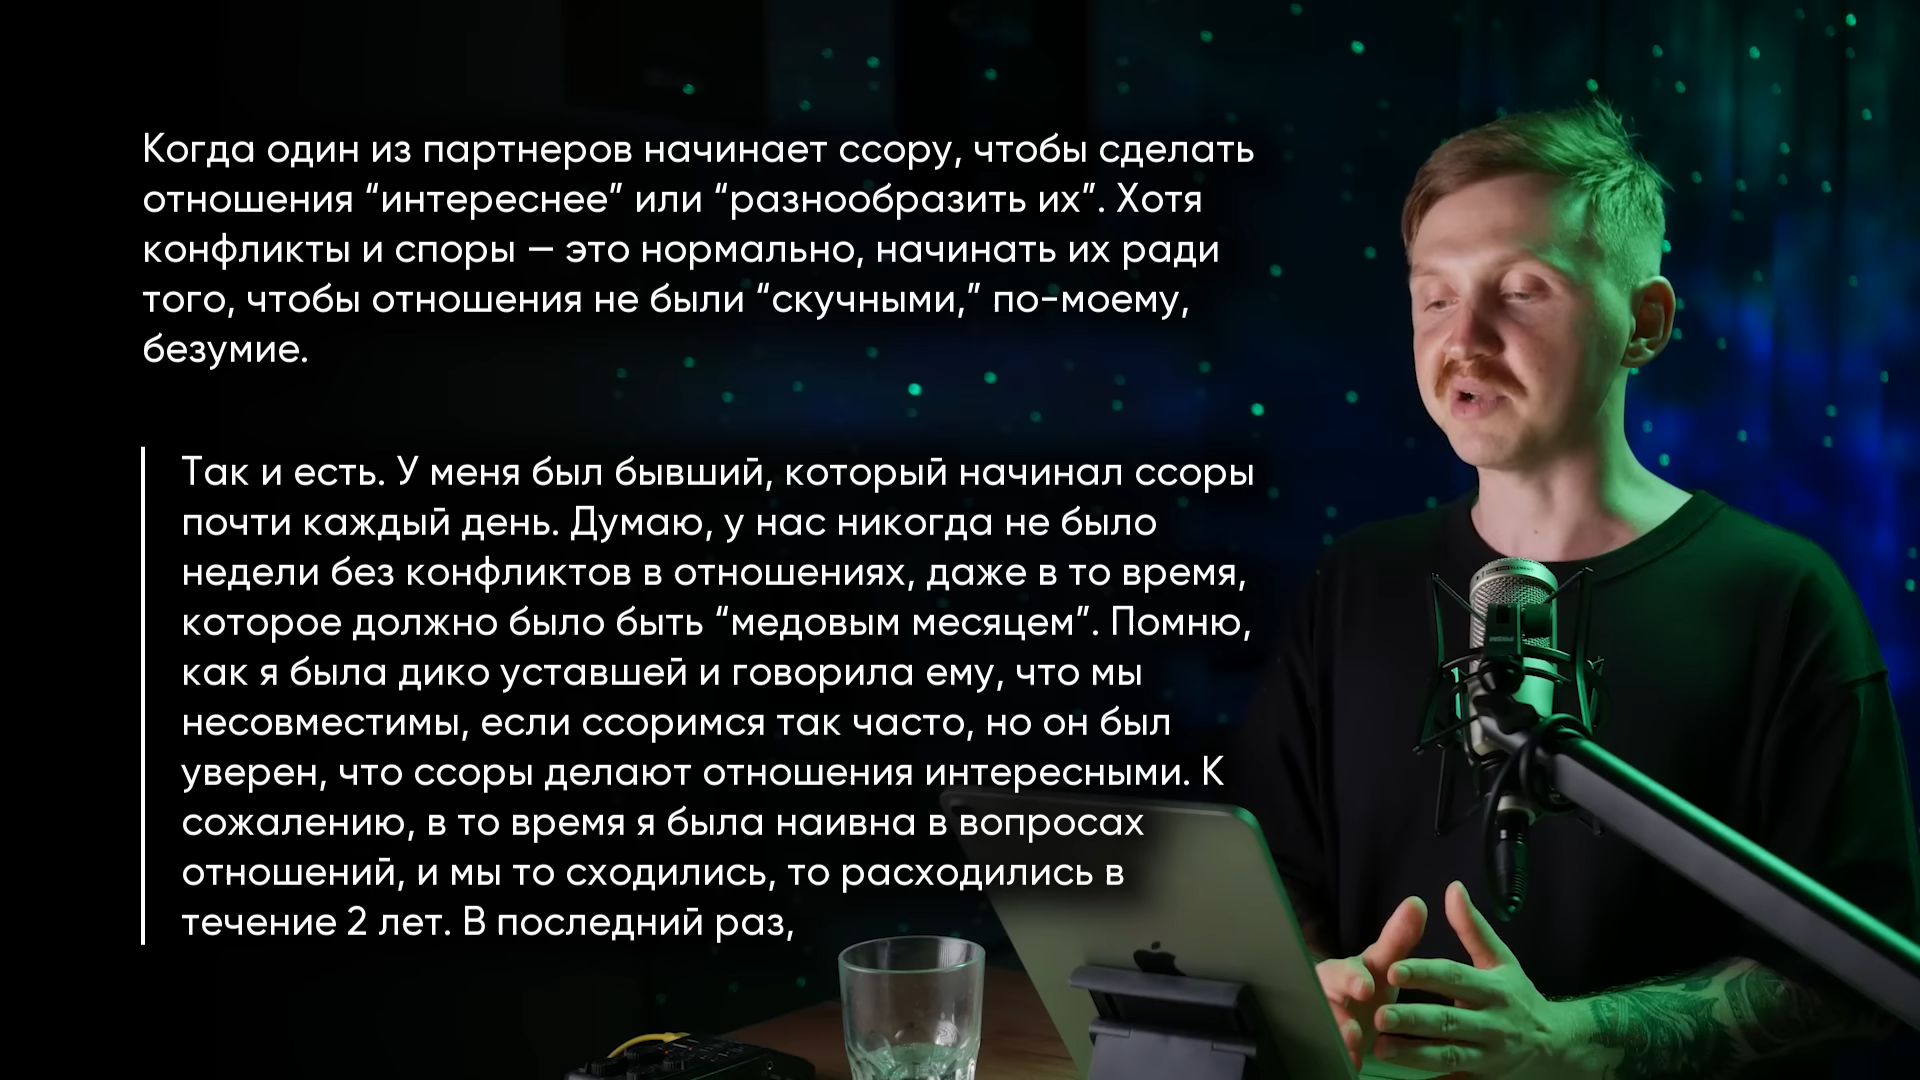 Когда один из партнеров начинает ссору, чтобы сделать
отношения “интереснее” или “разнообразить их”. Хотя
конфликты и споры — это нормально, начинать их ради
того, чтобы отношения не были “скучными,” по-моему,
безумие.
Так и есть. У меня был бывший, который начинал ссоры
почти каждый день. Думаю, у нас никогда не было
недели без конфликтов в отношениях, даже в то время,
которое должно было быть “медовым месяцем”. Помню,
как я была дико уставшей и говорила ему, что мы
несовместимы, если ссоримся так часто, но он был
уверен, что ссоры делают отношения интересными. К
сожалению, в то время я была наивна в вопросах
отношений, и мы то сходились, то расходились в
течение 2 лет. В последний раз,